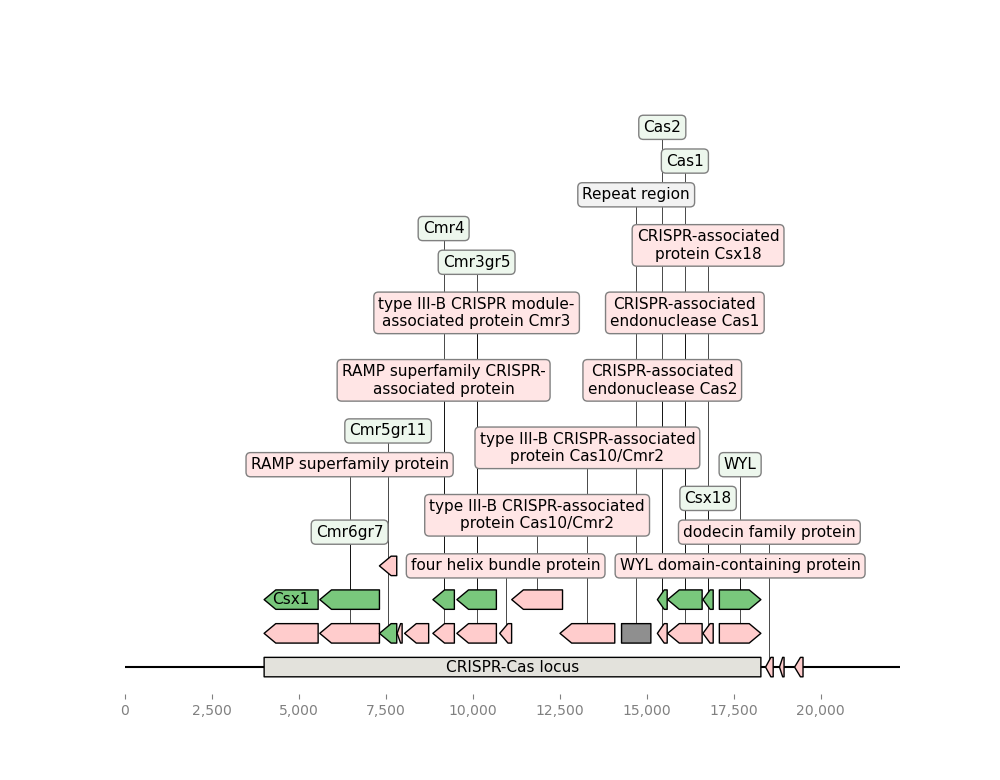 Cas2
Cas1
Repeat region
Cmr4
CRISPR-associated
protein Csx18
Cmr3gr5
type III-B CRISPR module-
associated protein Cmr3
CRISPR-associated
endonuclease Cas1
RAMP superfamily CRISPR-
associated protein
CRISPR-associated
endonuclease Cas2
Cmr5gr11
type III-B CRISPR-associated
protein Cas10/Cmr2
RAMP superfamily protein
WYL
Csx18
type III-B CRISPR-associated
protein Cas10/Cmr2
Cmr6gr7
dodecin family protein
four helix bundle protein
WYL domain-containing protein
Csx1
CRISPR-Cas locus
0 2,500 5,000 7,500 10,000 12,500 15,000 17,500 20,000